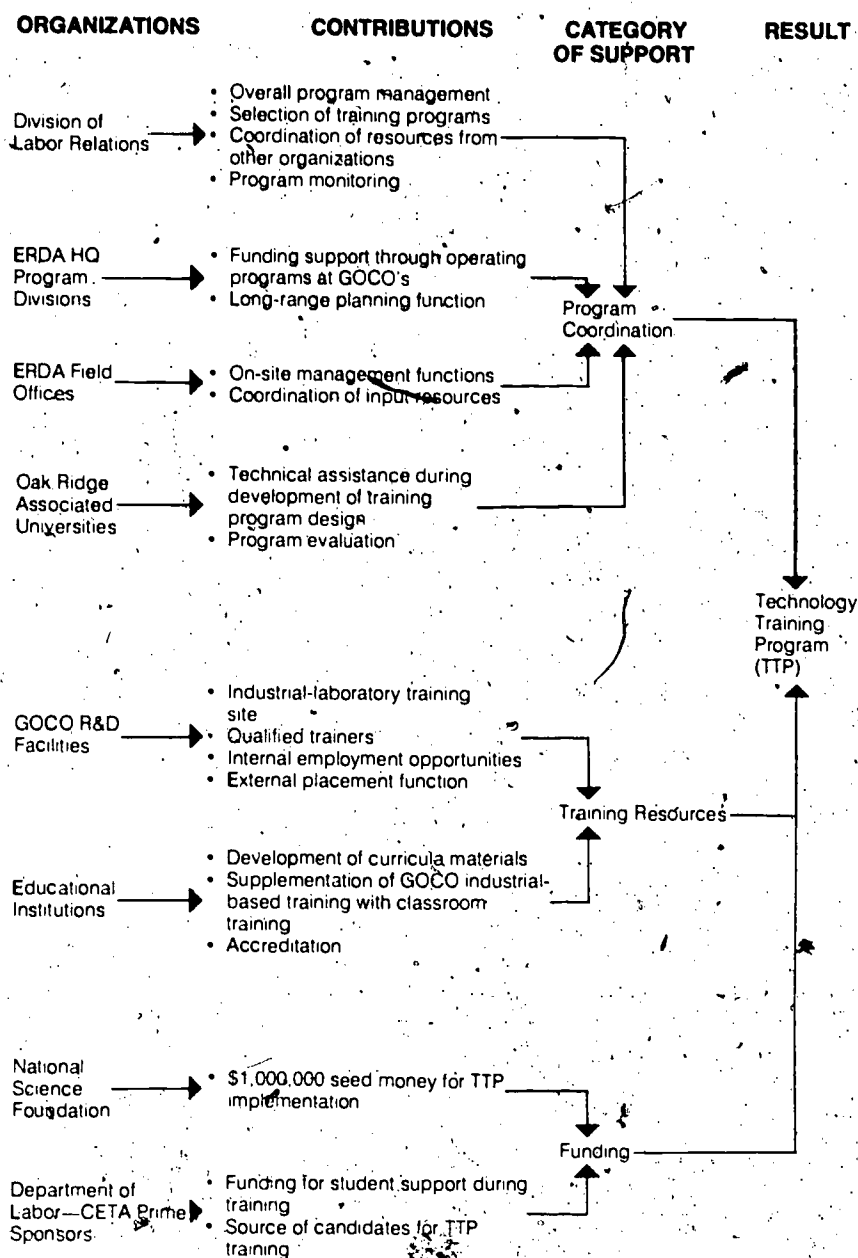 ORGANIZATIONS
CONTRIBUTIONS
CATEGORY
OF SUPPORT
RESULT
Division of
Labor Relations
• Overall program management
• Selection of training programs
• Coordination of resources from
other organizations
• Program monitoring
ERDA HQ
Program
Divisions
• Funding support through operating
programs at GOCO's
• Long-range planning function
Program
Coordination
ERDA Field
Offices
• On-site management functions
• Coordination of input resources
Oak Ridge
Associated
Universities
• Technical assistance during
development of training
program design
• Program evaluation
Technology
Training
Program
(TTP)
GOCO R&D
Facilities
• Industrial-laboratory training
site
• Qualified trainers
• Internal employment opportunities
• External placement function
Training Resources
Educational
Institutions
• Development of curricula materials
• Supplementation of GOCO industrial-
based training with classroom
training
• Accreditation
National
Science
Foundation
• $1,000,000 seed money for TTP
implementation
Funding
Department of
Labor—CETA Prime
Sponsors
• Funding for student support during
training
• Source of candidates for TTP
training